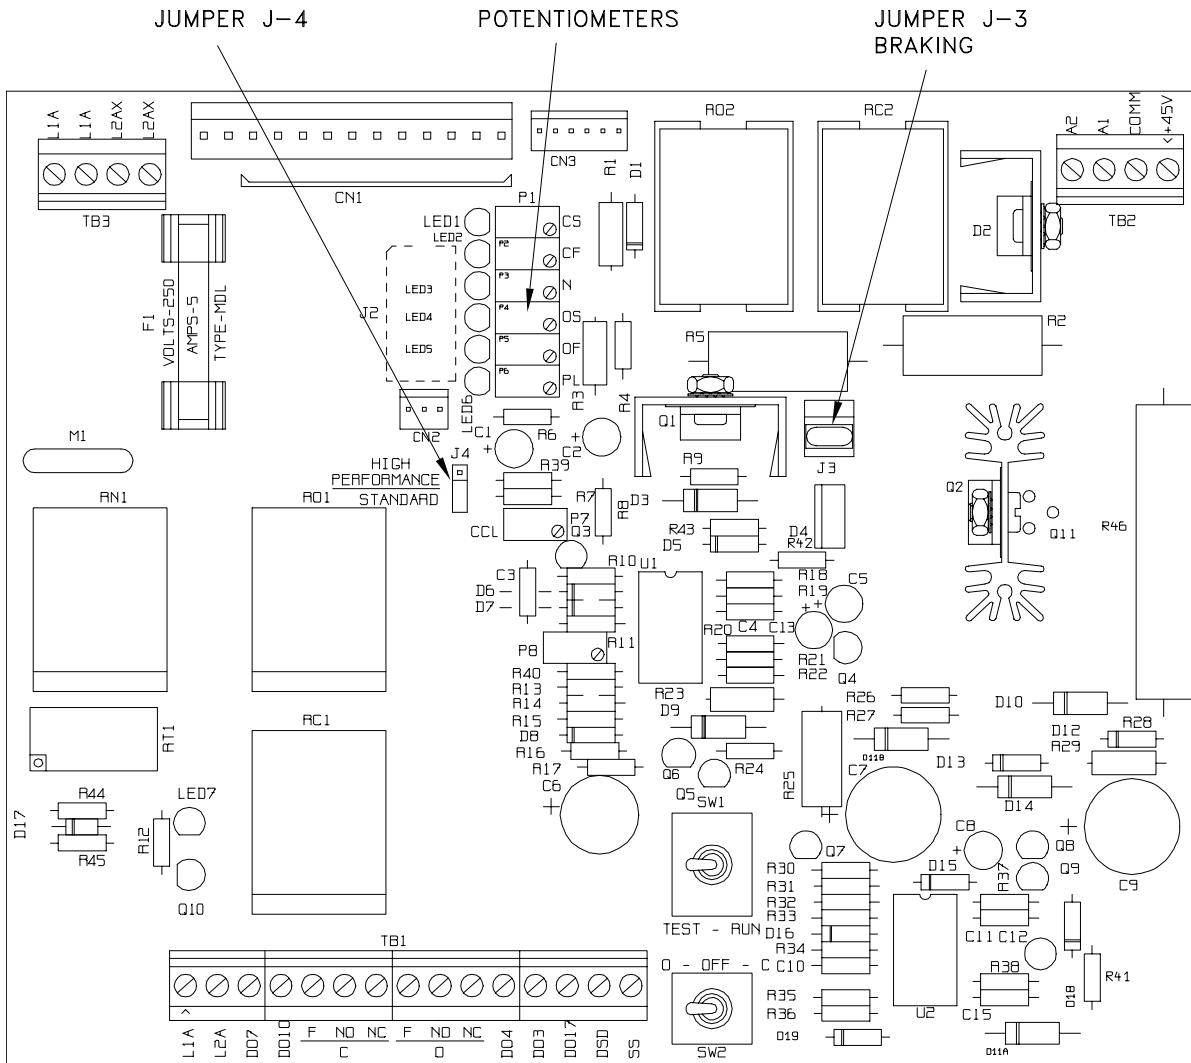 JUMPER J-4
POTENTIOMETERS
JUMPER J-3
BRAKING
L1A
L1A
L2AX
L2AX
TB3
CN1
CN3
R1
D1
RO2
RC2
A2
A1
COMM
<+45V
TB2
D2
P1
LED1
CS
LED2
P2
CF
LED3
P3
N
J2
LED4
P4
OS
LED5
P5
OF
P6
PL
LED6
F1
VOLTS-250
AMPS-5
TYPE-MDL
R3
R4
R5
R2
CN2
C1
+
R6
+
C2
Q1
J3
M1
J4
HIGH
PERFORMANCE
STANDARD
R39
R7
R8
R9
D3
R43
D5
D4
R42
Q2
Q11
R46
RN1
RO1
CCL
P7
Q3
R10
U1
R18
R19
C5
C3
D6
D7
+
+
R20
C4
C13
P8
R11
R21
R22
Q4
R40
R13
R14
R15
D8
R16
R17
R23
D9
Q6
Q5
R24
R25
R26
R27
D11B
C7
+
D10
D12
R28
R29
D13
D14
RT1
RC1
C6
+
D17
R44
R45
R12
LED7
Q10
SW1
TEST - RUN
O - OFF - C
SW2
Q7
R30
R31
R32
R33
D16
R34
C10
R35
R36
D19
D15
C8
+
R37
Q8
Q9
+
C9
U2
C11
C12
R38
C15
D18
R41
D11A
TB1
^
L1A
L2A
DO7
DO10
F
NO
NC
C
F
NO
NC
O
DO4
DO3
DO17
DSD
SS